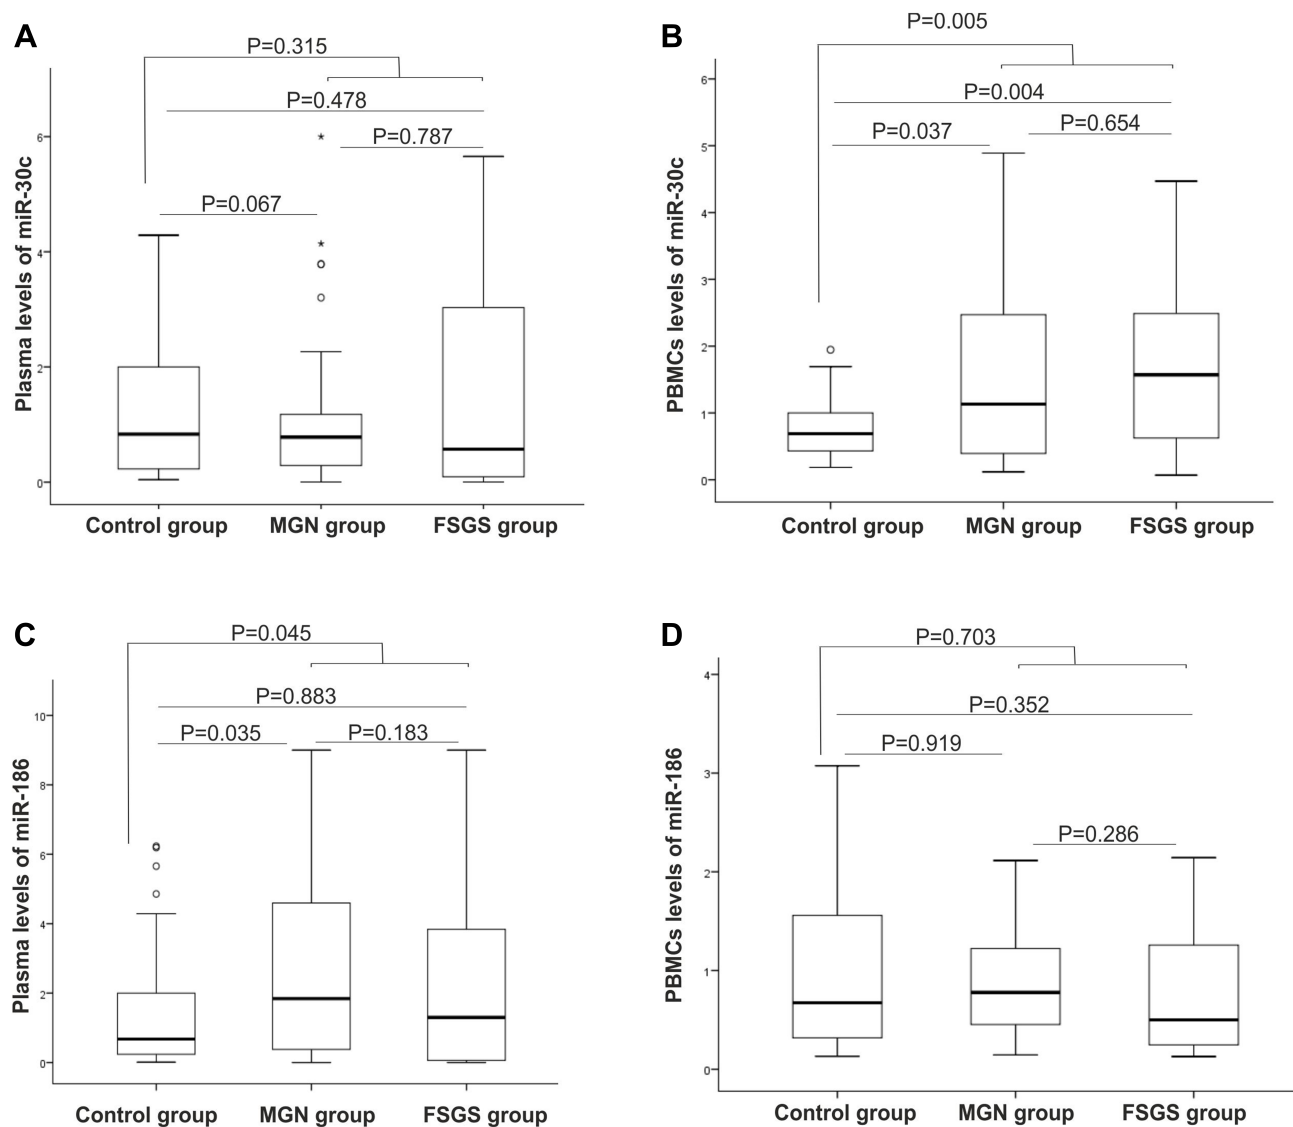 A
P=0.315
P=0.478
P=0.787
P=0.067
Plasma levels of miR-30c
6
4
2
0
Control group
MGN group
FSGS group
B
P=0.005
P=0.004
P=0.037
P=0.654
PBMCs levels of miR-30c
6
5
4
3
2
1
0
Control group
MGN group
FSGS group
C
P=0.045
P=0.883
P=0.035
P=0.183
Plasma levels of miR-186
10
8
6
4
2
0
Control group
MGN group
FSGS group
D
P=0.703
P=0.352
P=0.919
P=0.286
PBMCs levels of miR-186
4
3
2
1
0
Control group
MGN group
FSGS group